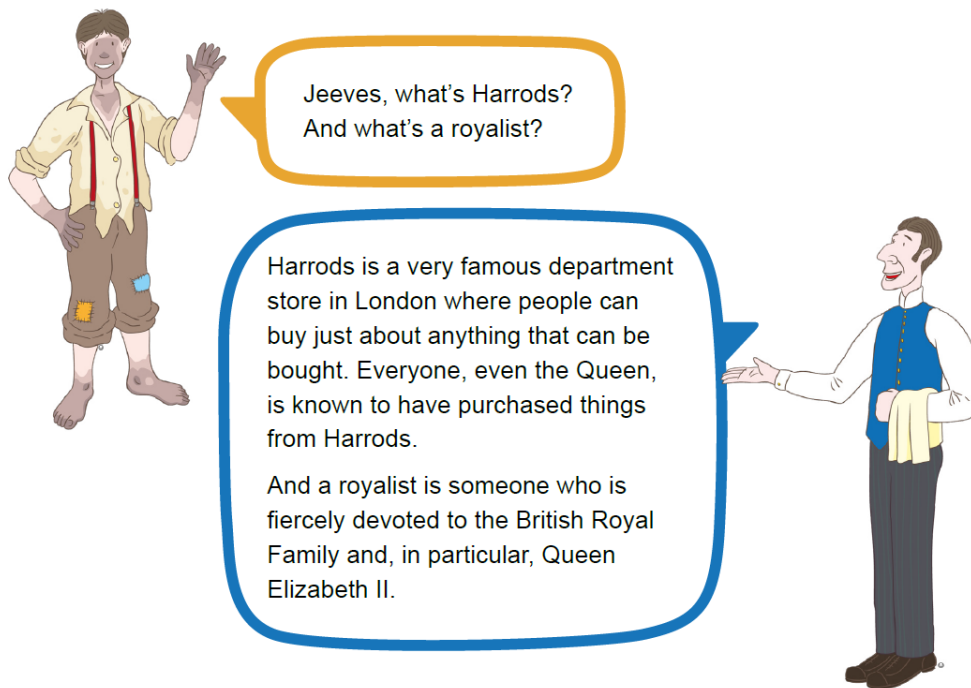 Jeeves, what’s Harrods?
And what’s a royalist?
Harrods is a very famous department
store in London where people can
buy just about anything that can be
bought. Everyone, even the Queen,
is known to have purchased things
from Harrods.
And a royalist is someone who is
fiercely devoted to the British Royal
Family and, in particular, Queen
Elizabeth II.